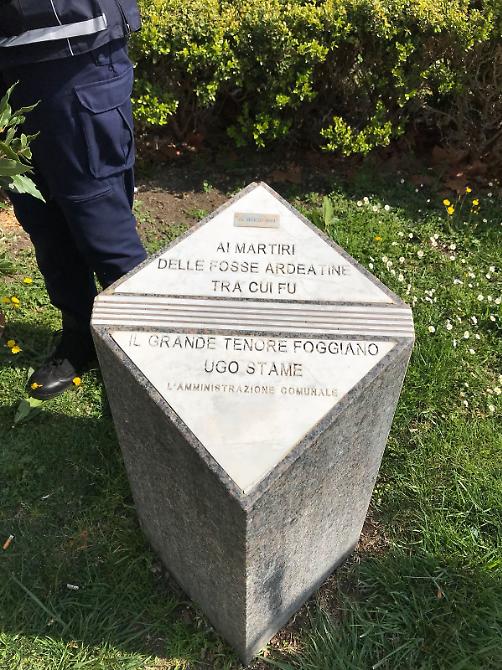 AI MARTIRI
DELLE FOSSE ARDEATINE
TRA CUI FU
IL GRANDE TENORE FOGGIANO
UGO STAME
L'AMMINISTRAZIONE COMUNALE